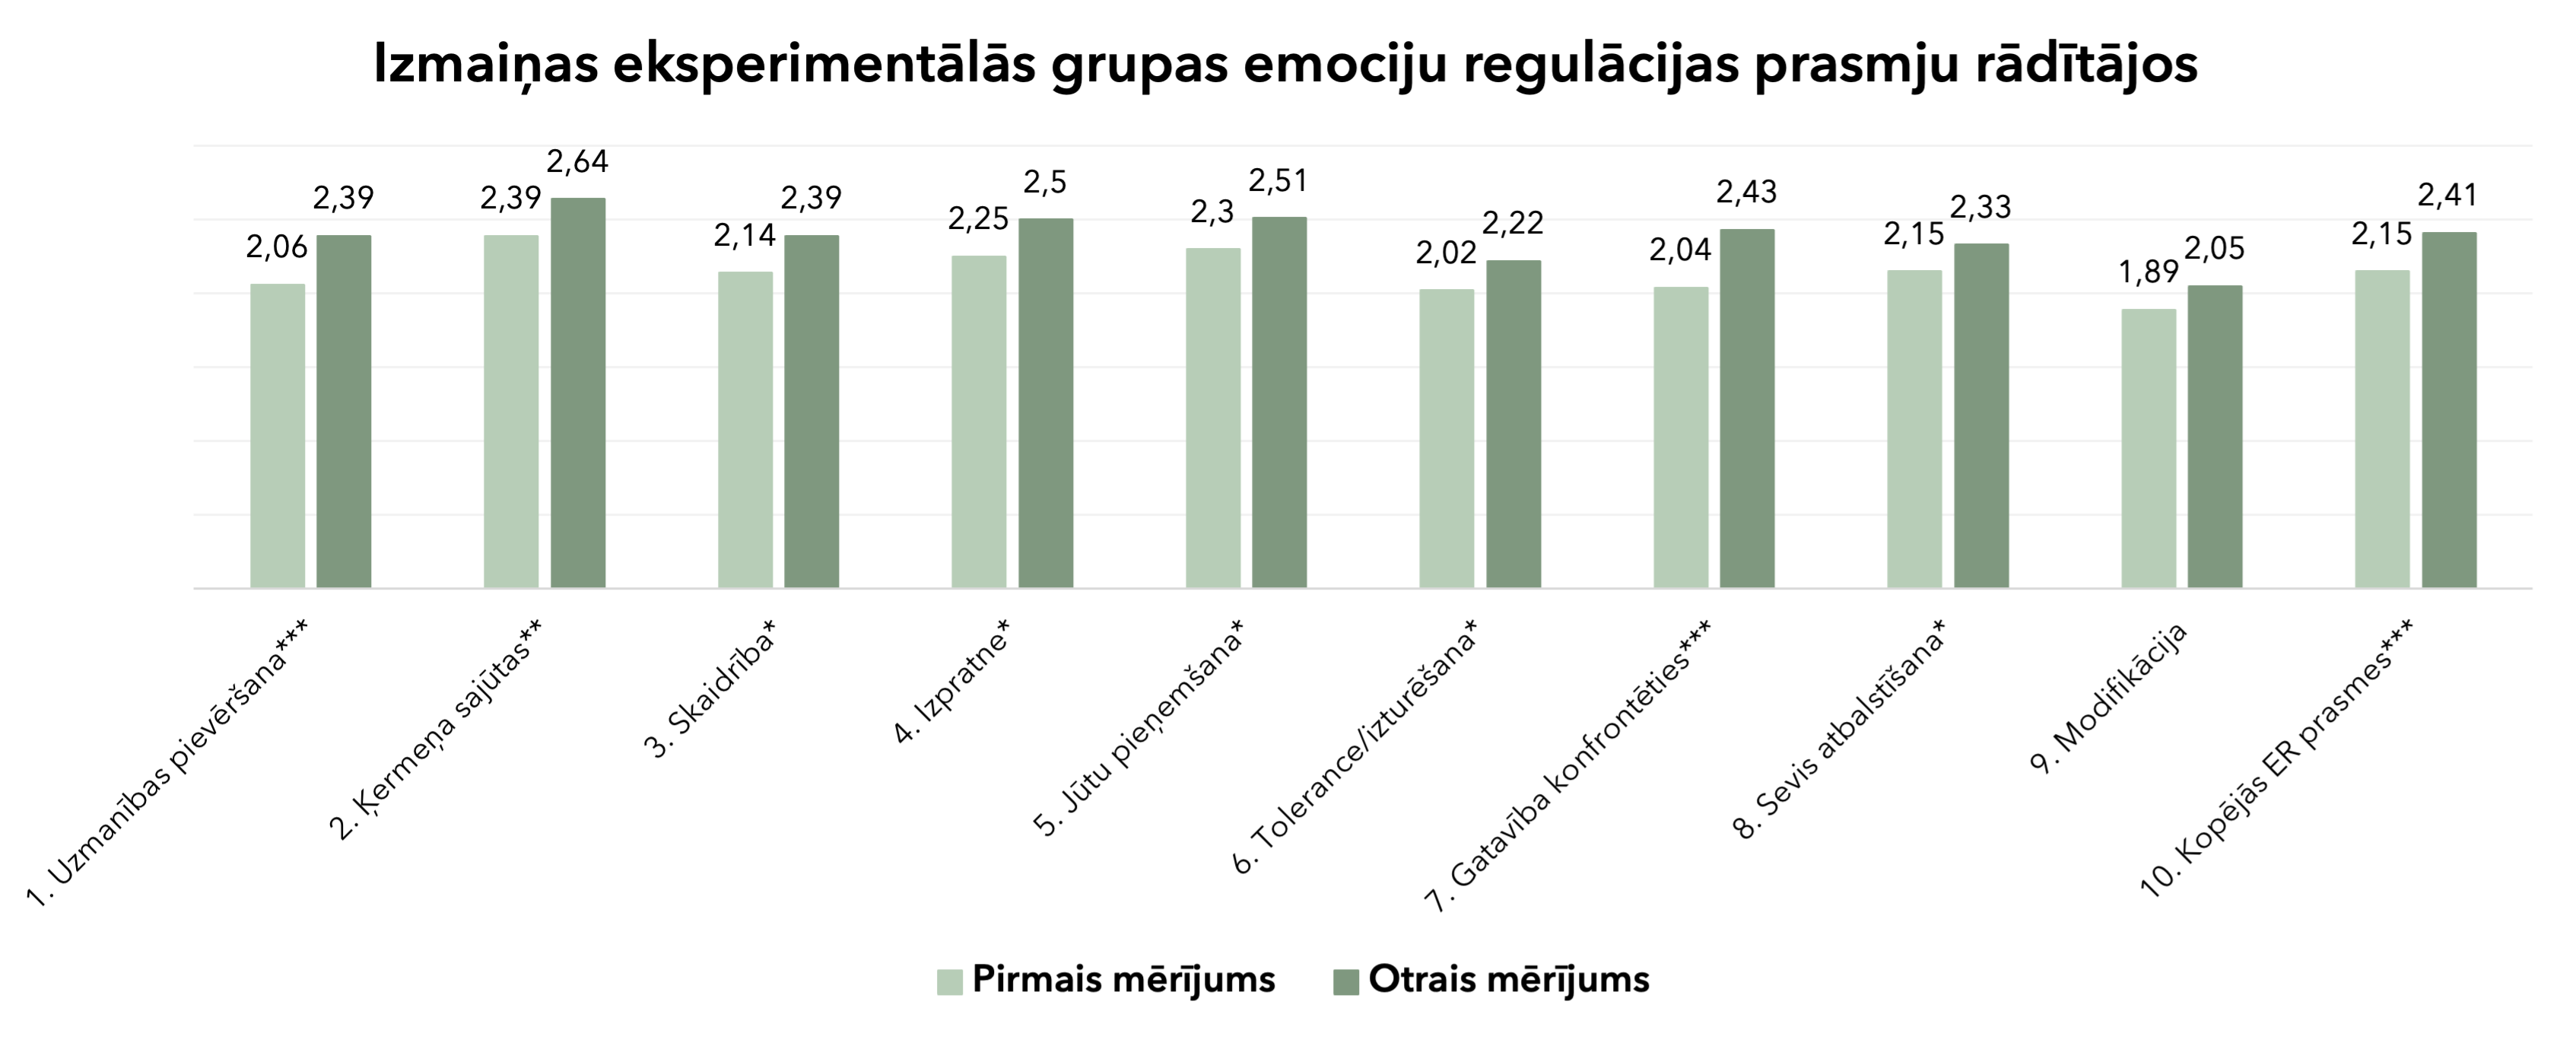 Izmaiņas eksperimentālās grupas emociju regulācijas prasmju rādītājos
2,06
2,39
2,39
2,64
2,14
2,39
2,25
2,5
2,3
2,51
2,02
2,22
2,04
2,43
2,15
2,33
1,89
2,05
2,15
2,41
1. Uzmanības pievēršana***
2. Ķermeņa sajūtas**
3. Skaidrība*
4. Izpratne*
5. Jūtu pieņemšana*
6. Tolerance/izturēšana*
7. Gatavība konfrontēties***
8. Sevis atbalstīšana*
9. Modifikācija
10. Kopējās ER prasmes***
Pirmais mērījums
Otrais mērījums